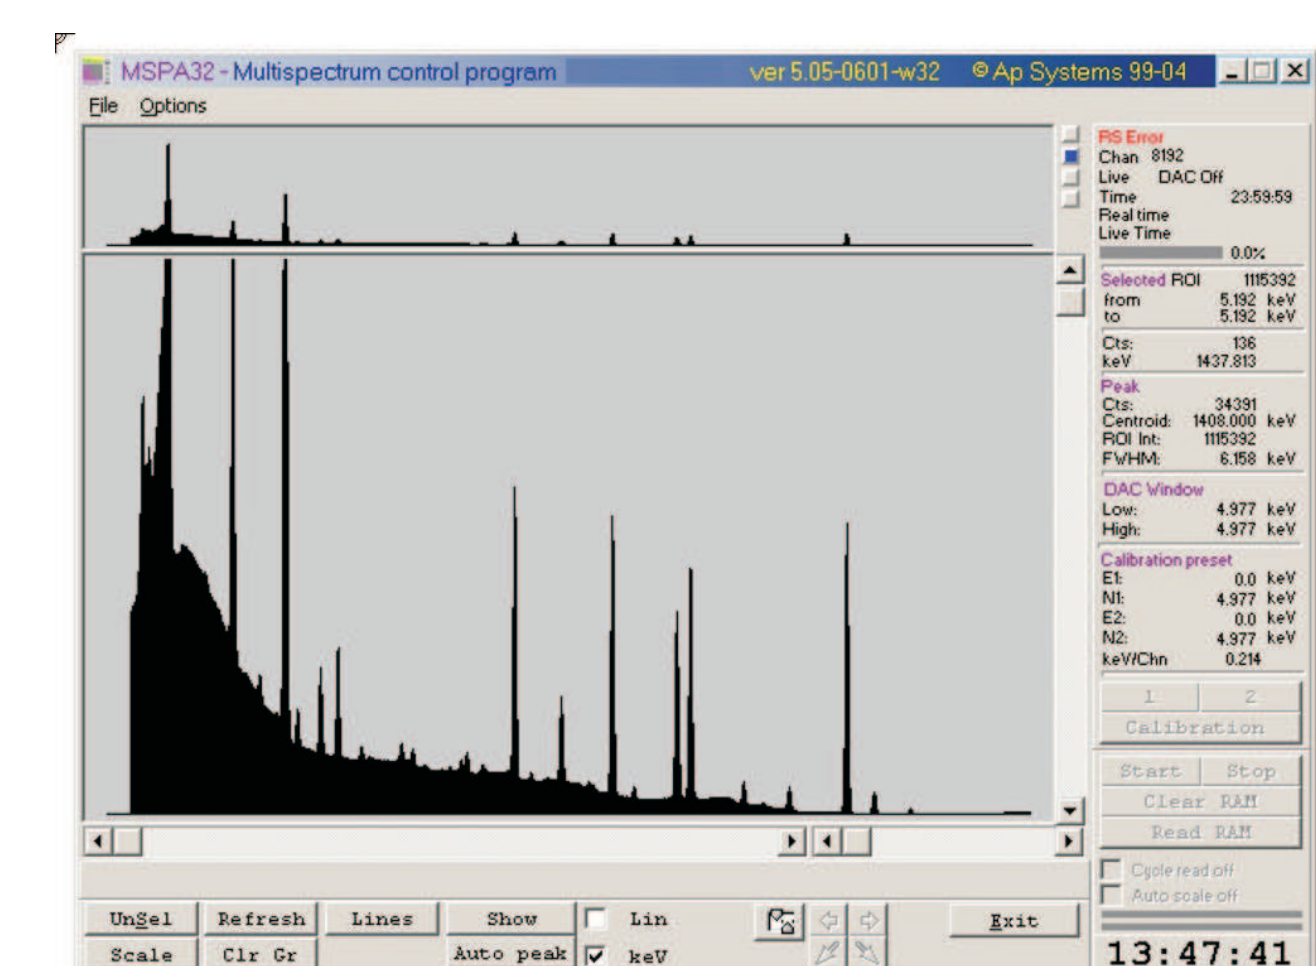 MSPA32 - Multispectrum control program ver 5.05-0601-w32 © Ap Systems 99-04
File Options
RS Error
Chan 8192
Live DAC Off
Time 23:59:59
Real time
Live Time
0.0%
Selected ROI 1115392
from 5.192 keV
to 5.192 keV
Cts: 136
keV 1437.813
Peak
Cts: 34391
Centroid: 1408.000 keV
ROI Int: 1115392
FWHM: 6.158 keV
DAC Window
Low: 4.977 keV
High: 4.977 keV
Calibration preset
E1: 0.0 keV
N1: 4.977 keV
E2: 0.0 keV
N2: 4.977 keV
keV/Chn 0.214
1 2
Calibration
Start Stop
Clear RAM
Read RAM
Cycle read off
Auto scale off
UnSel Refresh Lines Show Lin Exit
Scale Clr Gr Auto peak keV
13:47:41